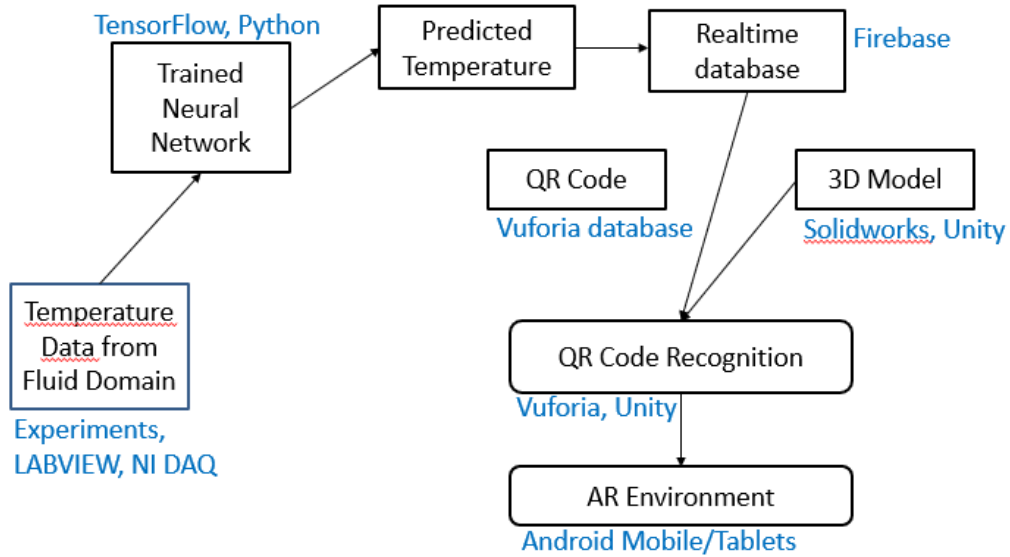 TensorFlow, Python
Trained
Neural
Network
Predicted
Temperature
Realtime
database
Firebase
QR Code
Vuforia database
3D Model
Solidworks, Unity
Temperature
Data from
Fluid Domain
Experiments,
LABVIEW, NI DAQ
QR Code Recognition
Vuforia, Unity
AR Environment
Android Mobile/Tablets